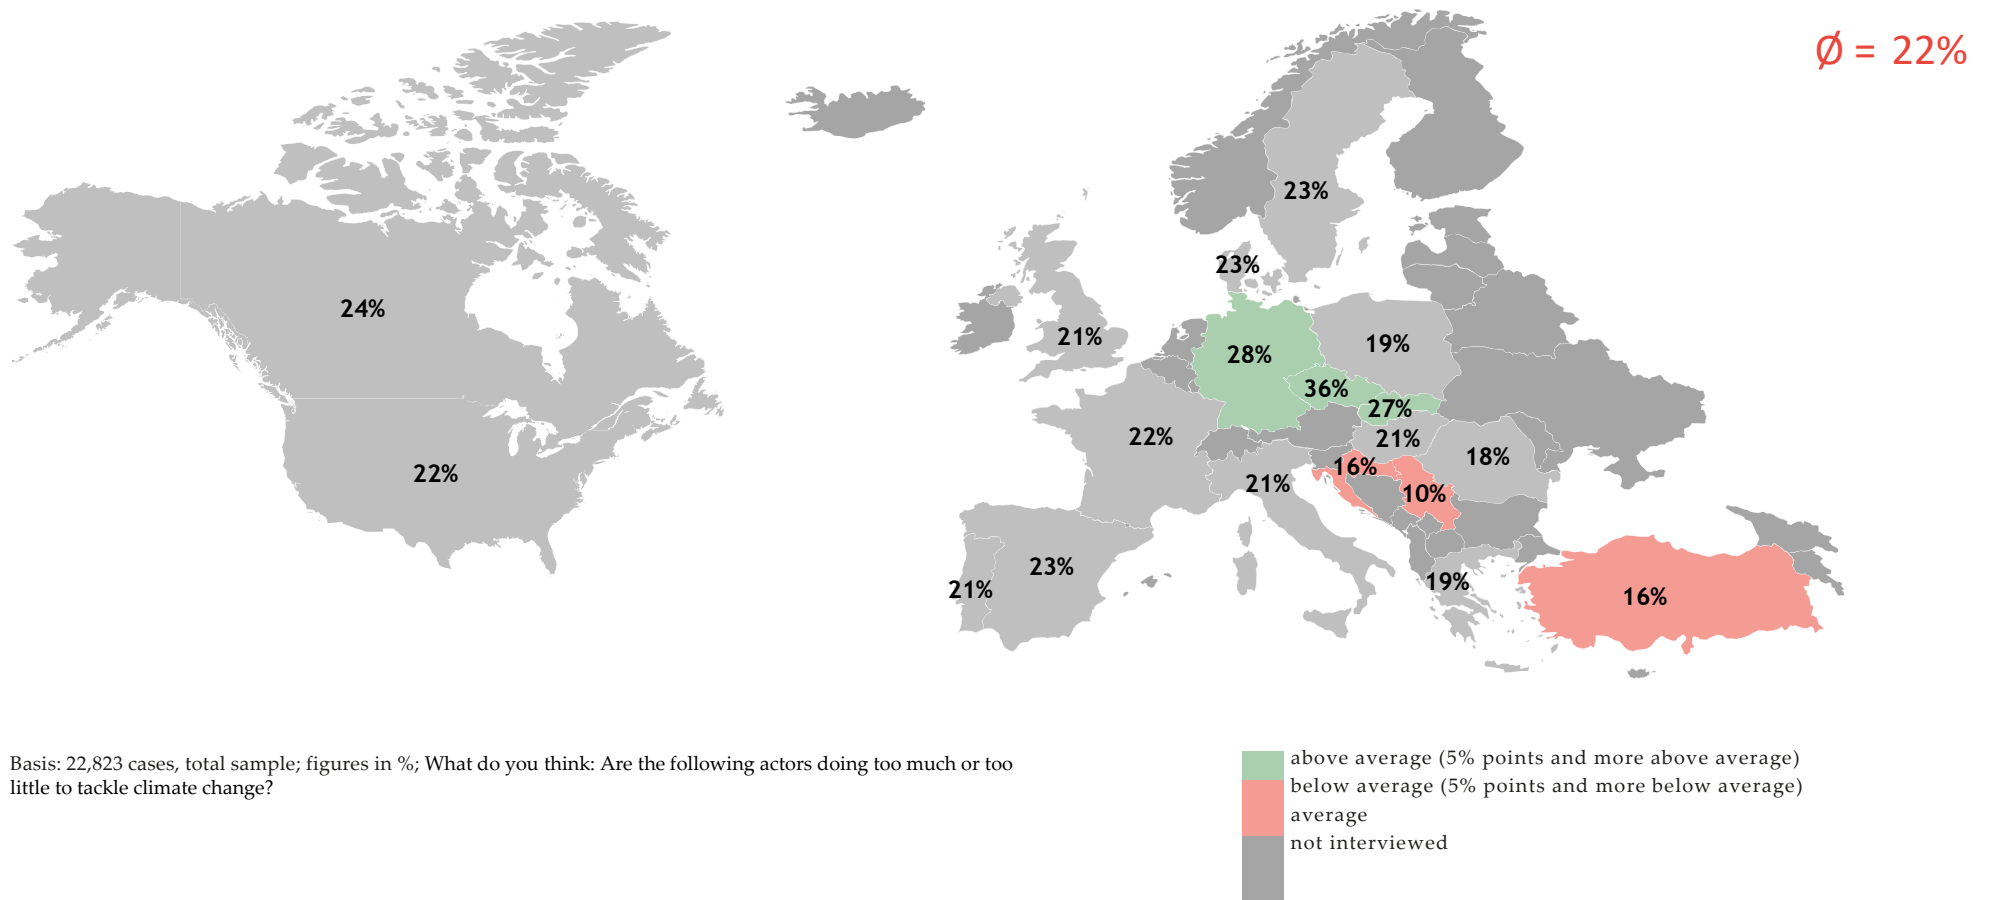 Ø = 22%
23%
23%
24%
21%
19%
28%
36%
27%
22%
21%
18%
22%
16%
21%
10%
23%
19%
21%
16%
Basis: 22,823 cases, total sample; figures in %; What do you think: Are the following actors doing too much or too
little to tackle climate change?
above average (5% points and more above average)
below average (5% points and more below average)
average
not interviewed